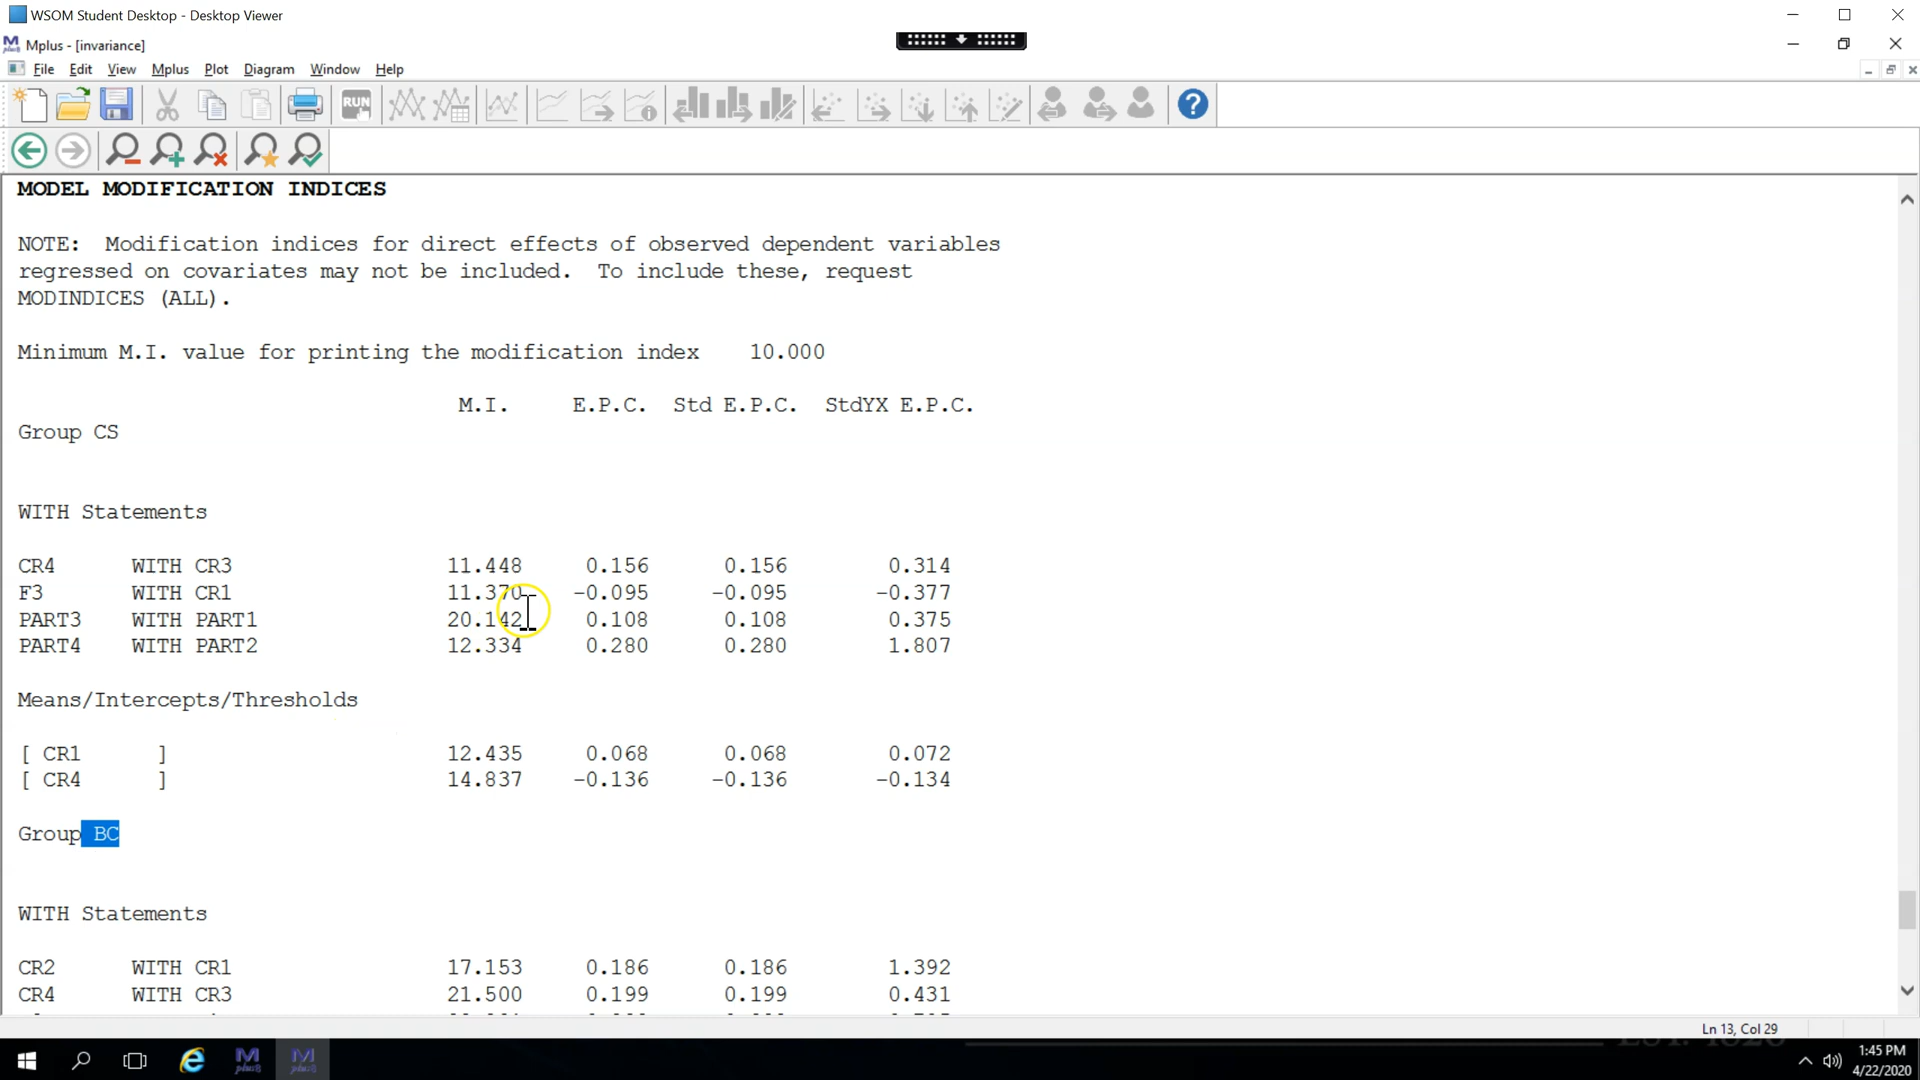 WSOM Student Desktop - Desktop Viewer
Mplus - [invariance]
File Edit View Mplus Plot Diagram Window Help
RUN
MODEL MODIFICATION INDICES
NOTE:  Modification indices for direct effects of observed dependent variables
regressed on covariates may not be included.  To include these, request
MODINDICES (ALL).
Minimum M.I. value for printing the modification index    10.000
M.I.     E.P.C.  Std E.P.C.  StdYX E.P.C.
Group CS
WITH Statements
CR4      WITH CR3    11.448    0.156    0.156    0.314
F3       WITH CR1    11.370    -0.095    -0.095    -0.377
PART3    WITH PART1    20.142    0.108    0.108    0.375
PART4    WITH PART2    12.334    0.280    0.280    1.807
Means/Intercepts/Thresholds
[ CR1      ]    12.435    0.068    0.068    0.072
[ CR4      ]    14.837    -0.136    -0.136    -0.134
Group BC
WITH Statements
CR2      WITH CR1    17.153    0.186    0.186    1.392
CR4      WITH CR3    21.500    0.199    0.199    0.431
Ln 13, Col 29
1:45 PM
4/22/2020